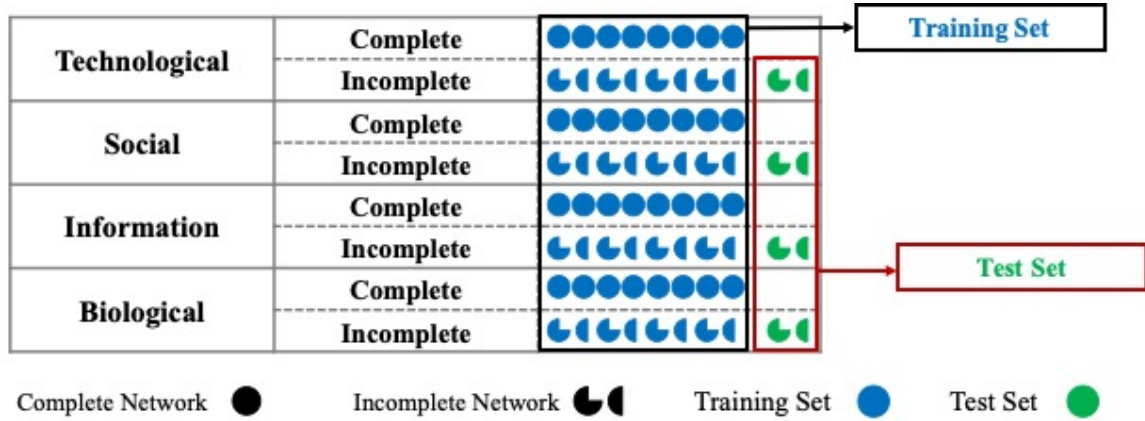 Technological
Complete
Training Set
Incomplete
Social
Complete
Incomplete
Information
Complete
Incomplete
Test Set
Biological
Complete
Incomplete
Complete Network
Incomplete Network
Training Set
Test Set